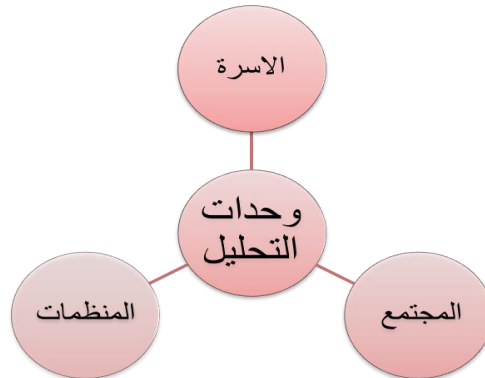 الاسرة
وحدات
التحليل
المجتمع
المنظمات